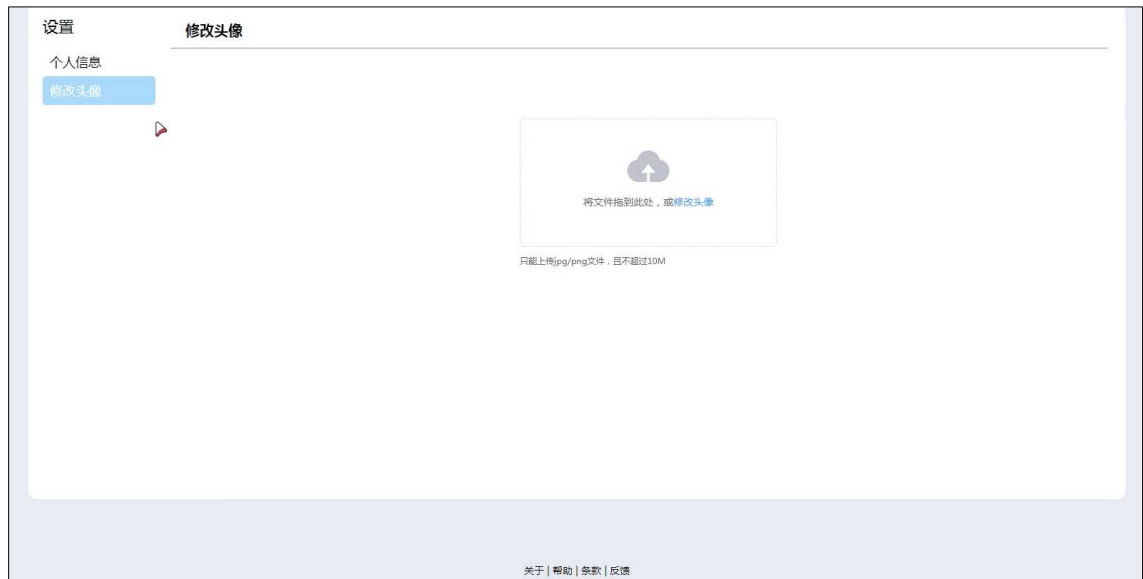 设置
修改头像
个人信息
修改头像
将文件拖到此处，或修改头像
只能上传jpg/png文件，且不超过10M
关于 | 帮助 | 条款 | 反馈